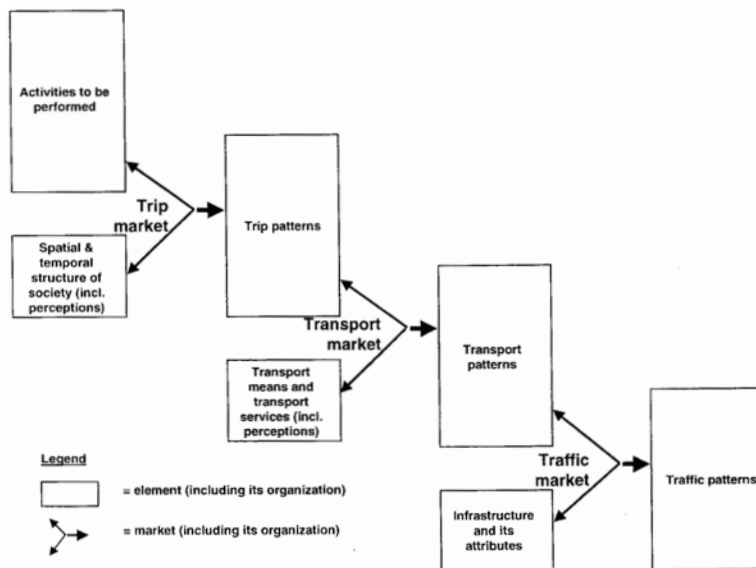 Activities to be
performed
Trip
market
Spatial &
temporal
structure of
society (incl.
perceptions)
Trip patterns
Transport
market
Transport
means and
transport
services (incl.
perceptions)
Transport
patterns
Traffic
market
Infrastructure
and its
attributes
Traffic patterns
Legend
= element (including its organization)
= market (including its organization)